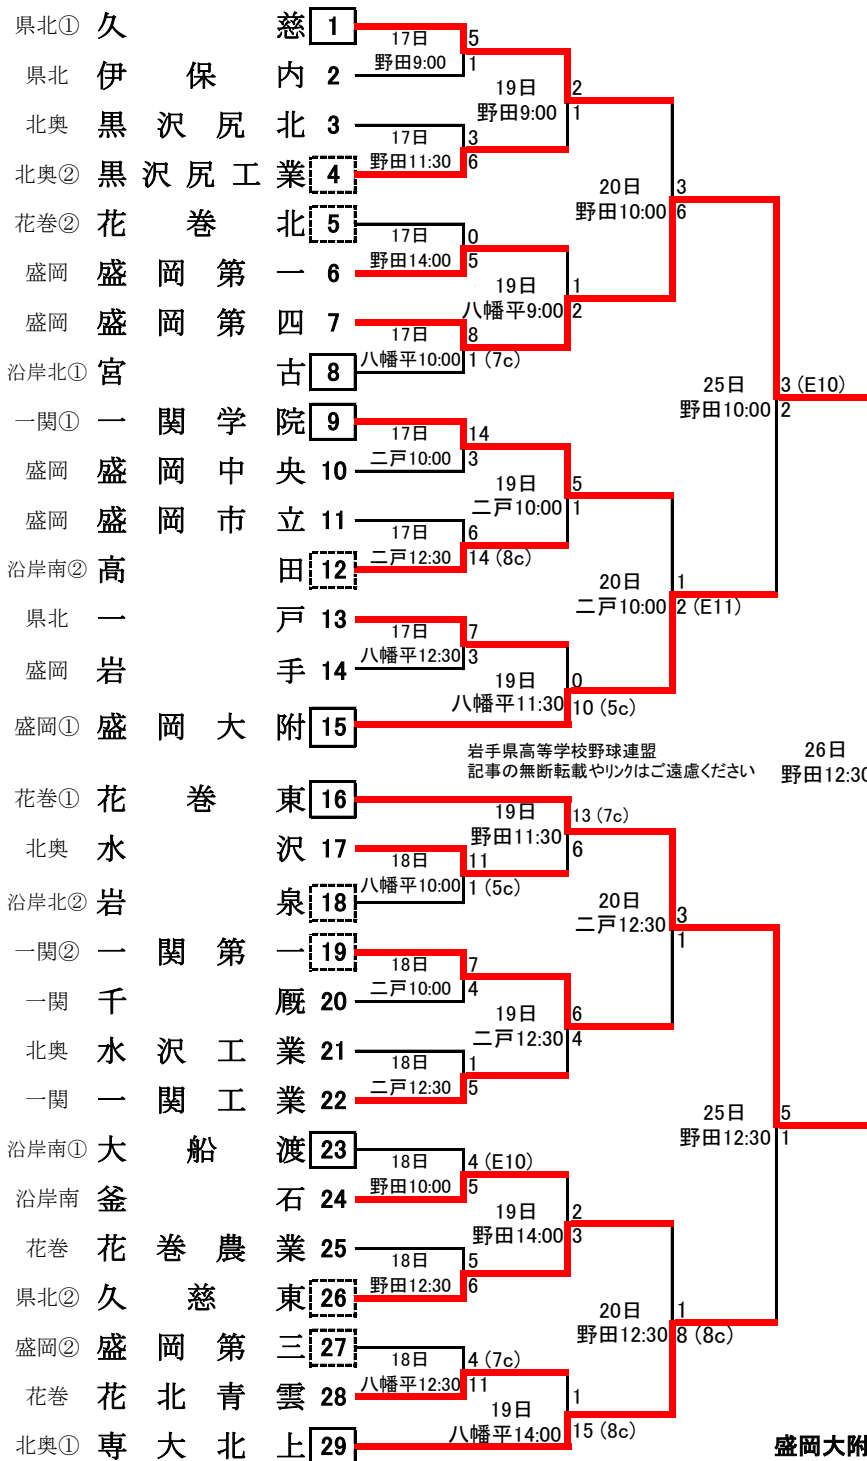 県北① 久慈 1
県北 伊保内 2
17日 5
野田9:00 1
北奥 黒沢尻北 3
北奥② 黒沢尻工業 4
17日 3
野田11:30 6
19日 2
野田9:00 1
花巻② 花巻北 5
盛岡 盛岡第一 6
17日 0
野田14:00 5
盛岡 盛岡第四 7
沿岸北① 宮古 8
17日 8
八幡平10:00 1 (7c)
19日 1
八幡平9:00 2
20日 3
野田10:00 6
一関① 一関学院 9
盛岡 盛岡中央 10
17日 14
二戸10:00 3
盛岡 盛岡市立 11
沿岸南② 高田 12
17日 6
二戸12:30 14 (8c)
19日 5
二戸10:00 1
県北 一戸 13
盛岡 岩手 14
17日 7
八幡平12:30 3
盛岡① 盛岡大附 15
19日 0
八幡平11:30 10 (5c)
20日 1
二戸10:00 2 (E11)
25日 3 (E10)
野田10:00 2
岩手県高等学校野球連盟
記事の無断転載やリンクはご遠慮ください
26日
野田12:30
花巻① 花巻東 16
北奥 水沢 17
沿岸北② 岩泉 18
18日 11
八幡平10:00 1 (5c)
19日 13 (7c)
野田11:30 6
一関② 一関第一 19
一関 千厩 20
18日 7
二戸10:00 4
北奥 水沢工業 21
一関 一関工業 22
18日 1
二戸12:30 5
19日 6
二戸12:30 4
20日 3
二戸12:30 1
沿岸南① 大船渡 23
沿岸南 釜石 24
18日 4 (E10)
野田10:00 5
花巻 花巻農業 25
県北② 久慈東 26
18日 5
野田12:30 6
19日 2
野田14:00 3
盛岡② 盛岡第三 27
花巻 花北青雲 28
18日 4 (7c)
八幡平12:30 11
北奥① 専大北上 29
19日 1
八幡平14:00 15 (8c)
20日 1
野田12:30 8 (8c)
25日 5
野田12:30 1
盛岡大附